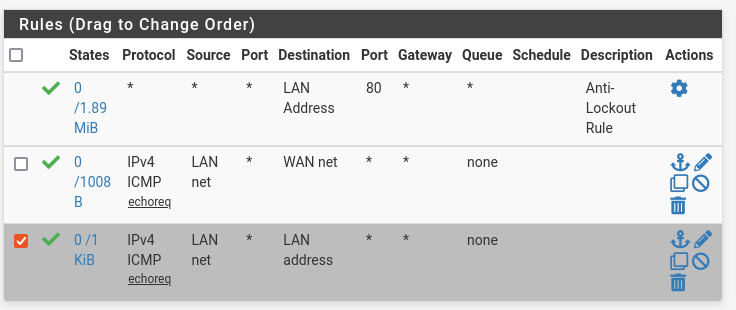 Rules (Drag to Change Order)
States Protocol Source Port Destination Port Gateway Queue Schedule Description Actions
0 * * * LAN 80 * * Anti-
/1.89 Address Lockout
MiB Rule
0 IPv4 LAN * WAN net * * none
/1008 ICMP net
B echoreq
0 /1 IPv4 LAN * LAN * * none
KiB ICMP net address
echoreq